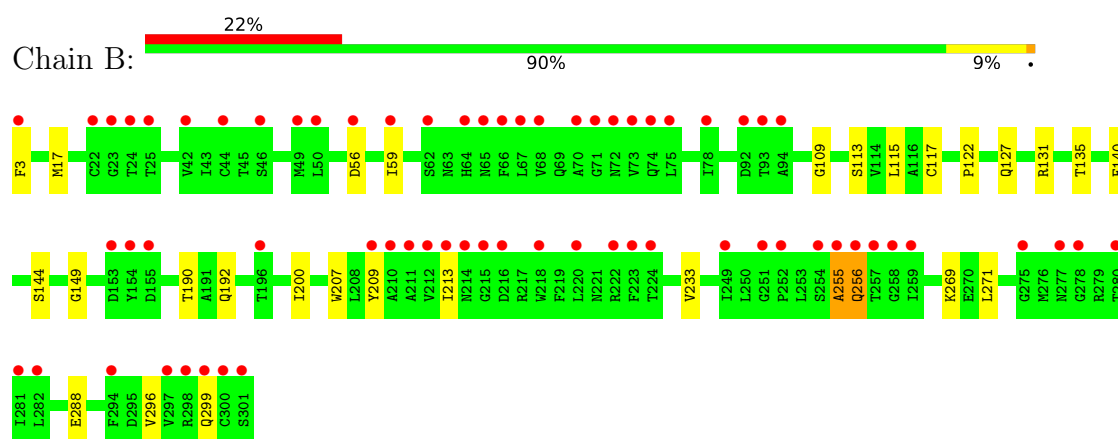 22%
Chain B:
90% 9% •
F3 M17 C22 G23 T24 T25 V42 I43 C44 T45 S46 M49 L50 D56 I59 S62 N63 H64 N65 F66 L67 V68 Q69 A70 G71 N72 V73 Q74 L75 I78 D92 T93 A94 G109 S113 V114 L115 A116 C117 P122 Q127 R131 T135 F140
S144 G149 D153 Y154 D155 T190 A191 Q192 T196 I200 W207 L208 Y209 A210 A211 V212 I213 N214 G215 D216 R217 W218 F219 L220 N221 R222 F223 T224 V233 I249 L250 G251 P252 L253 S254 A255 Q256 T257 G258 I259 K269 E270 L271 G275 M276 N277 G278 R279 T280
I281 L282 E288 F294 D295 V296 V297 R298 Q299 C300 S301